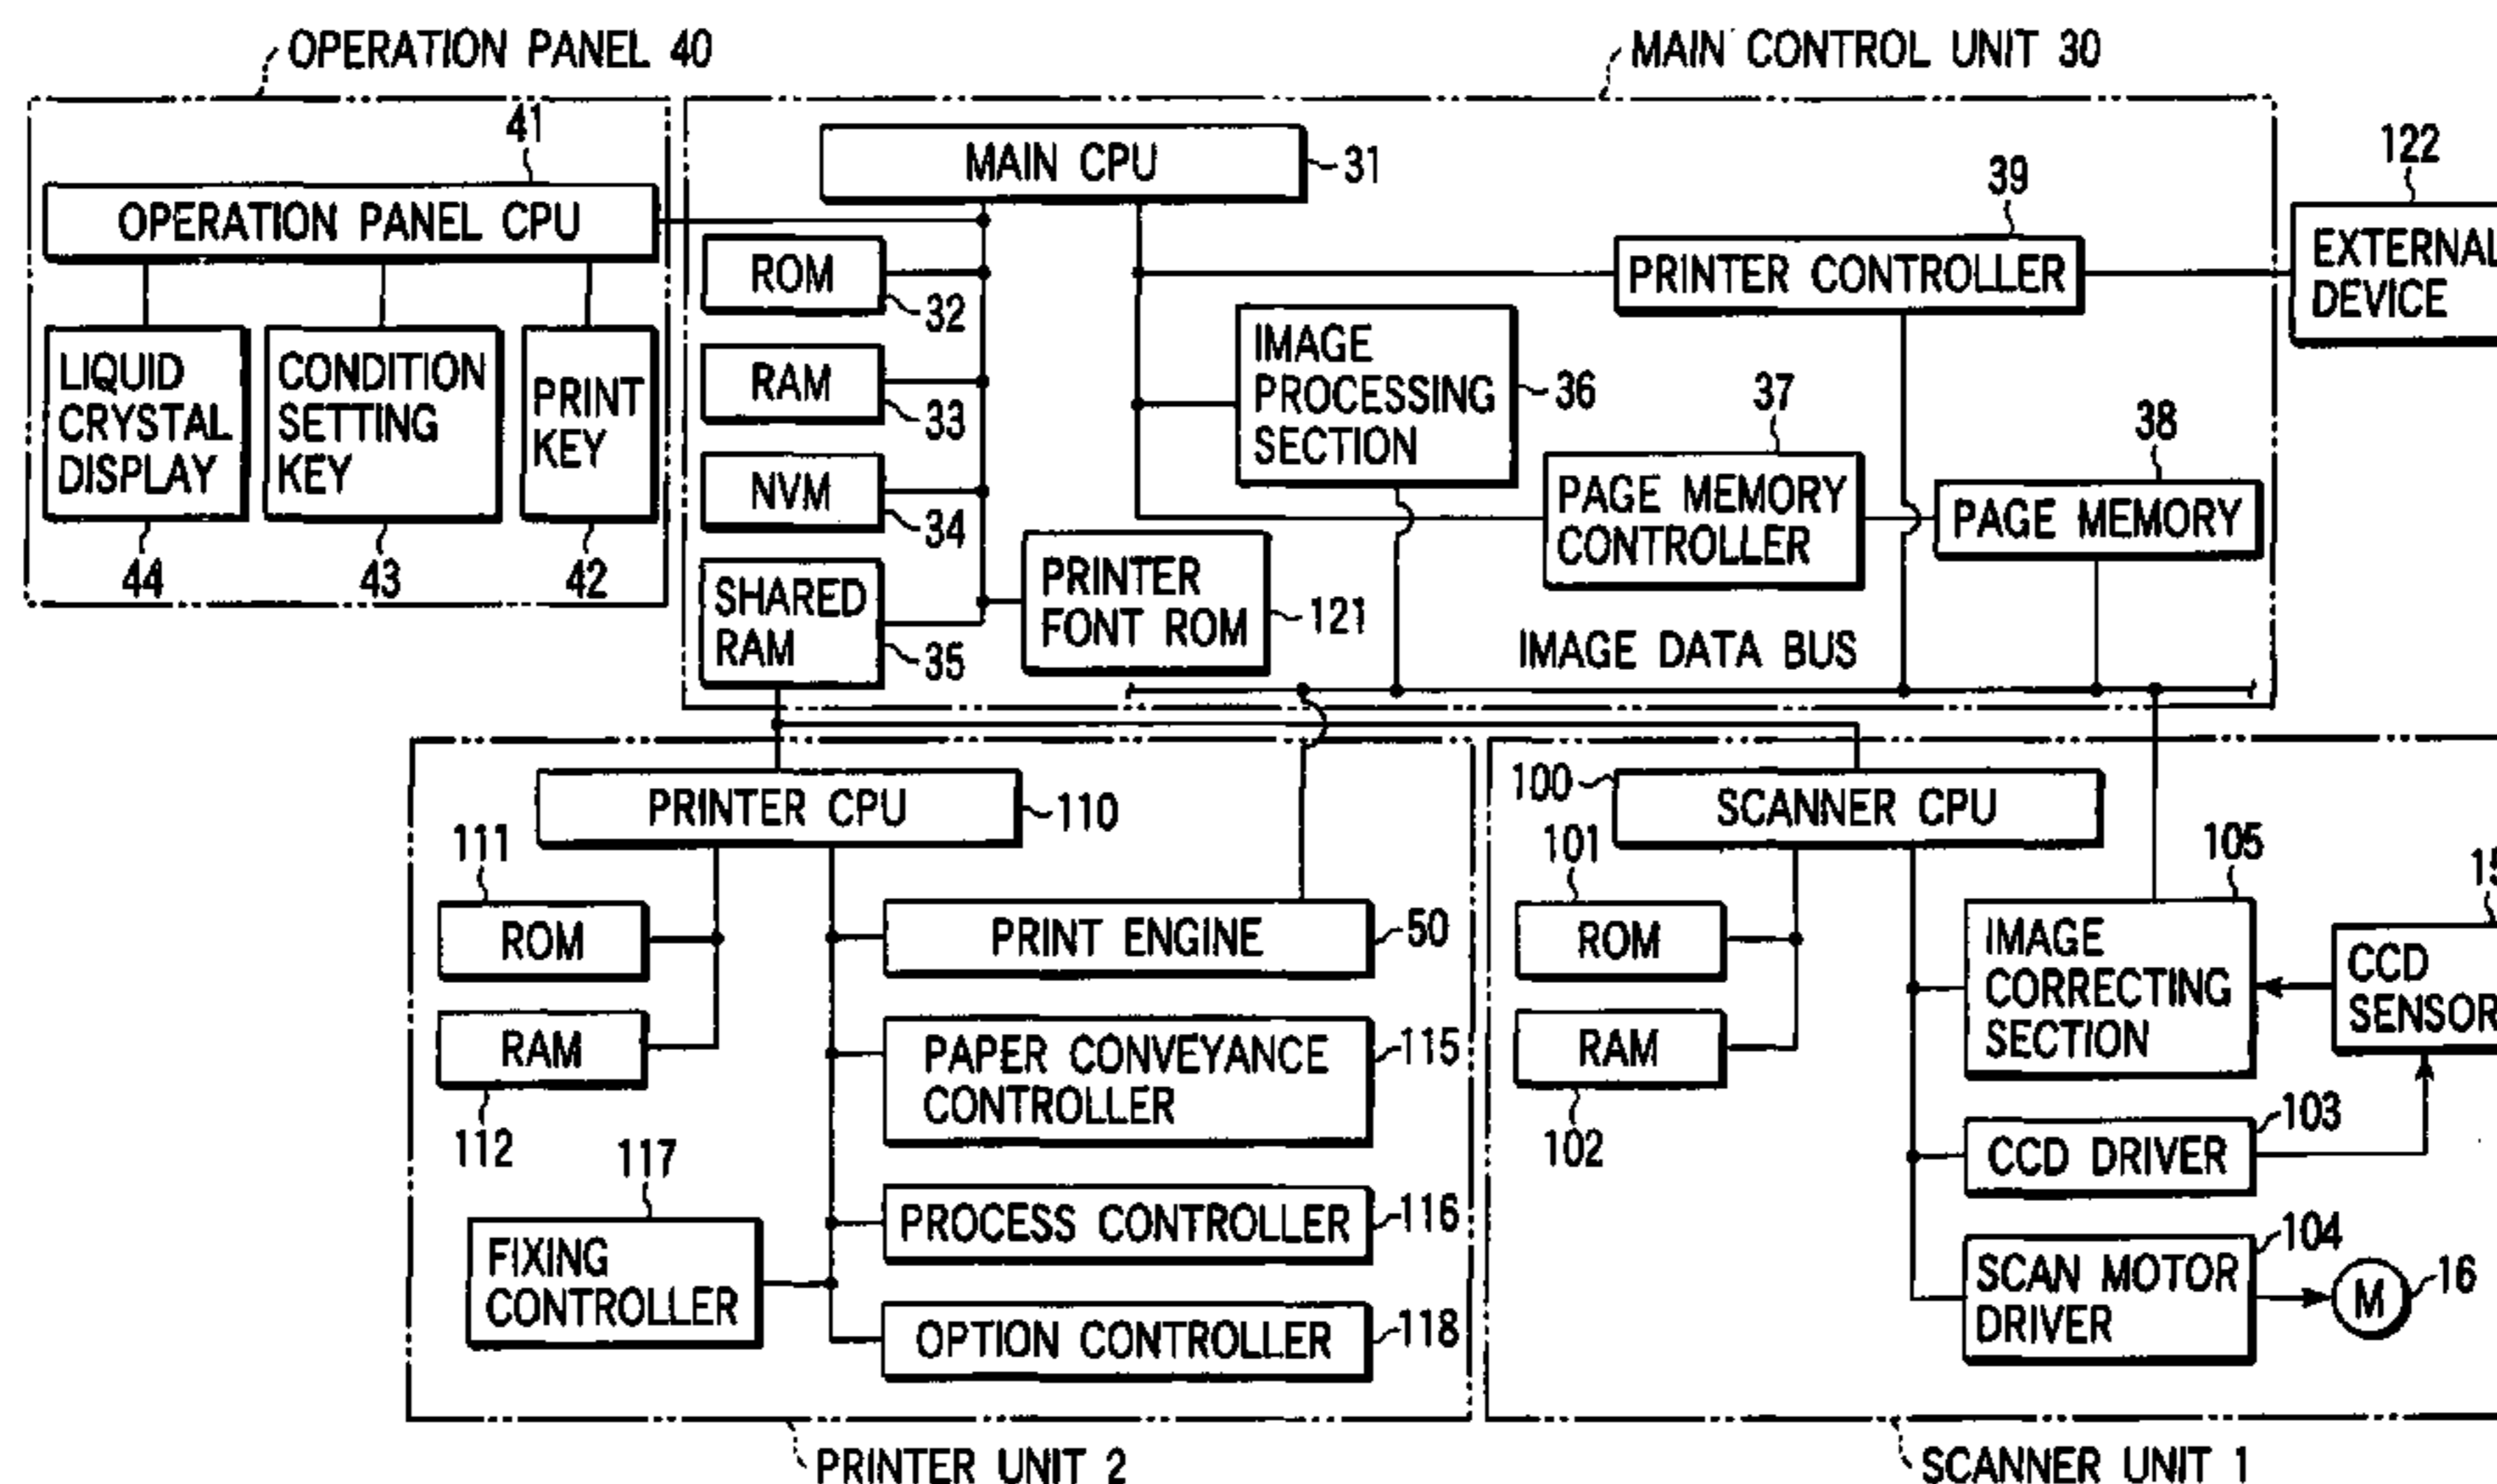 OPERATION PANEL 40
MAIN CONTROL UNIT 30
41
OPERATION PANEL CPU
LIQUID
CRYSTAL
DISPLAY
44
CONDITION
SETTING
KEY
43
PRINT
KEY
42
MAIN CPU
31
ROM
32
RAM
33
NVM
34
SHARED
RAM
35
PRINTER
FONT ROM
121
IMAGE
PROCESSING
SECTION
36
39
PRINTER CONTROLLER
37
PAGE MEMORY
CONTROLLER
38
PAGE MEMORY
IMAGE DATA BUS
122
EXTERNAL
DEVICE
PRINTER CPU
110
111
ROM
RAM
112
117
FIXING
CONTROLLER
PRINT ENGINE
50
PAPER CONVEYANCE
CONTROLLER
115
PROCESS CONTROLLER
116
OPTION CONTROLLER
118
PRINTER UNIT 2
100
SCANNER CPU
101
ROM
RAM
102
105
IMAGE
CORRECTING
SECTION
15
CCD
SENSOR
103
CCD DRIVER
104
SCAN MOTOR
DRIVER
M
16
SCANNER UNIT 1